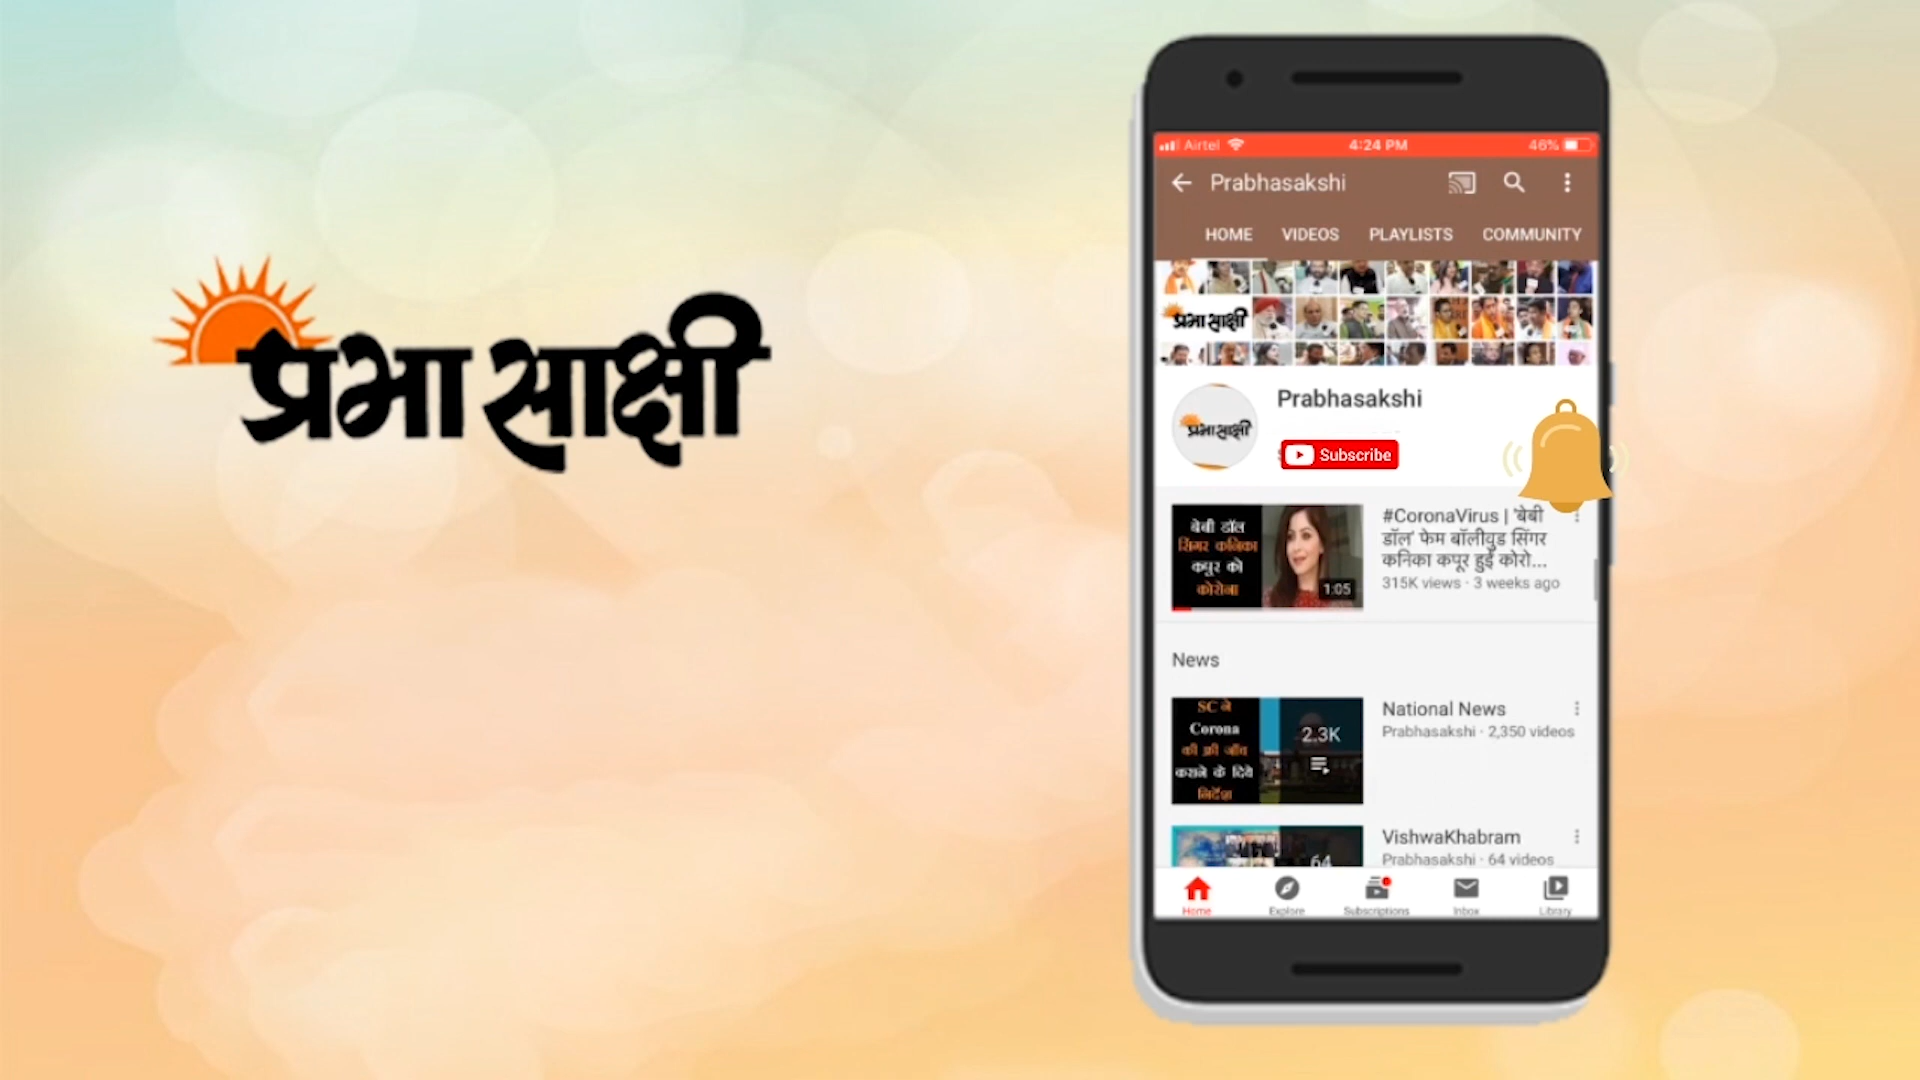 प्रभा साक्षी
Airtel 4:24 PM 46%
Prabhasakshi
HOME VIDEOS PLAYLISTS COMMUNITY
प्रभा साक्षी
Prabhasakshi
प्रभा साक्षी
Subscribe
बेबी डॉल
सिंगर कनिका
कपूर को
कोरोना
1:05
#CoronaVirus | 'बेबी
डॉल' फेम बॉलीवुड सिंगर
कनिका कपूर हुईं कोरो...
315K views · 3 weeks ago
News
SC ने
Corona
की फ्री जाँच
कराने के दिये
निर्देश
2.3K
National News
Prabhasakshi · 2,350 videos
64
VishwaKhabram
Prabhasakshi · 64 videos
Home Explore Subscriptions Inbox Library